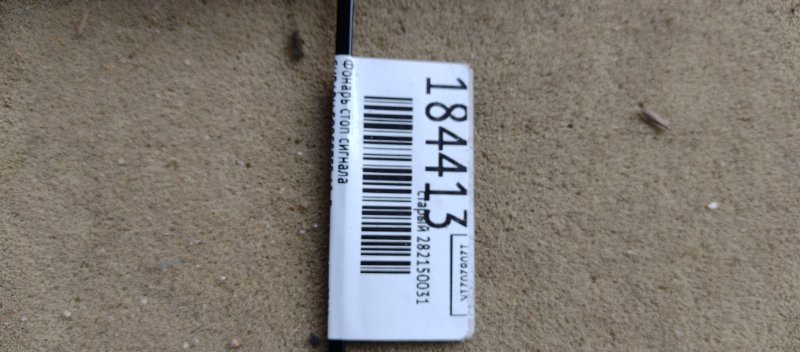 184413
старый 282150031
Фонарь стоп сигнала